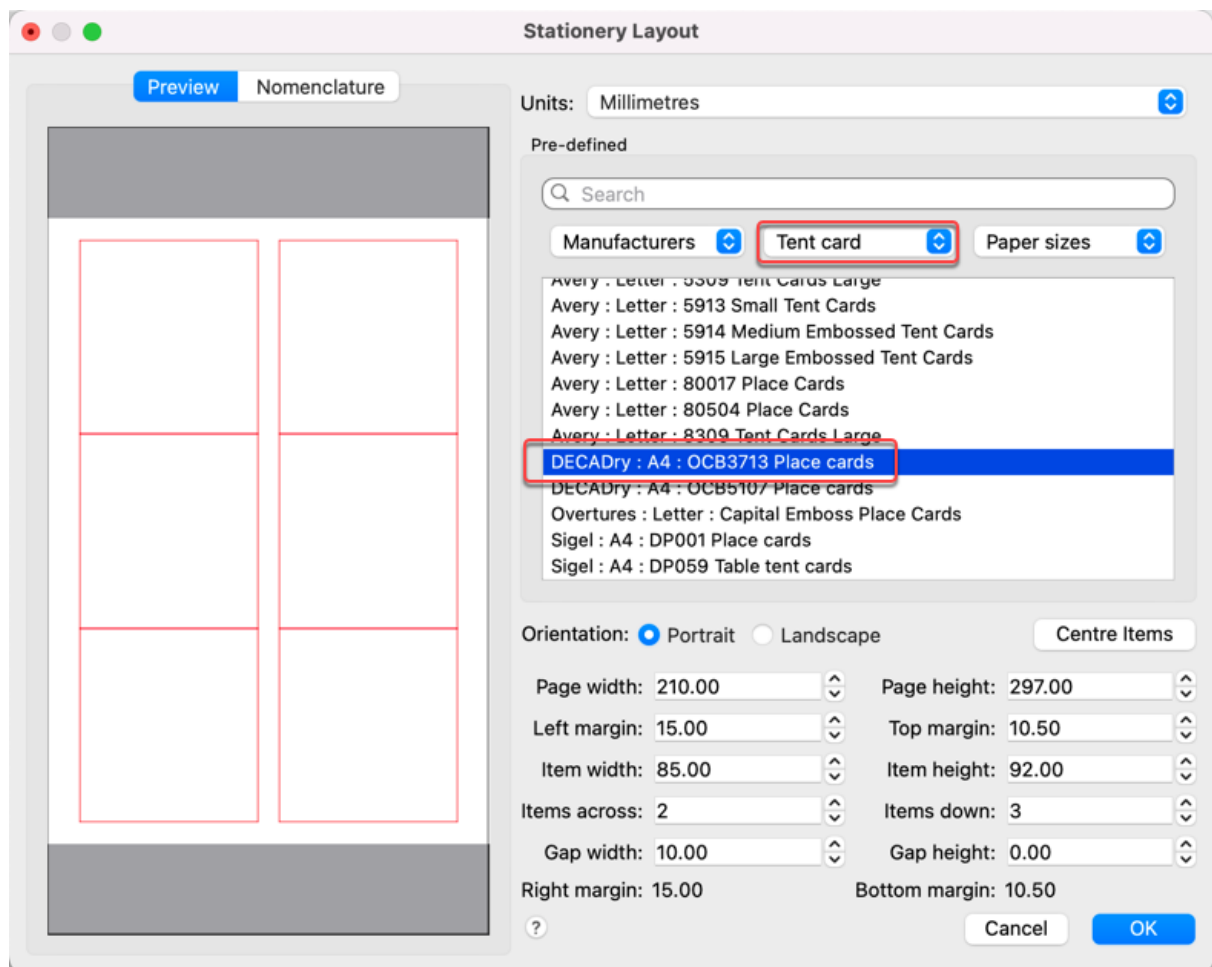 Stationery Layout
Preview Nomenclature
Units: Millimetres
Pre-defined
Search
Manufacturers Tent card Paper sizes
Avery : Letter : 5309 Tent Cards Large
Avery : Letter : 5913 Small Tent Cards
Avery : Letter : 5914 Medium Embossed Tent Cards
Avery : Letter : 5915 Large Embossed Tent Cards
Avery : Letter : 80017 Place Cards
Avery : Letter : 80504 Place Cards
Avery : Letter : 8309 Tent Cards Large
DECADry : A4 : OCB3713 Place cards
DECADry : A4 : OCB5107 Place cards
Overtures : Letter : Capital Emboss Place Cards
Sigel : A4 : DP001 Place cards
Sigel : A4 : DP059 Table tent cards
Orientation: Portrait Landscape Centre Items
Page width: 210.00 Page height: 297.00
Left margin: 15.00 Top margin: 10.50
Item width: 85.00 Item height: 92.00
Items across: 2 Items down: 3
Gap width: 10.00 Gap height: 0.00
Right margin: 15.00 Bottom margin: 10.50
? Cancel OK